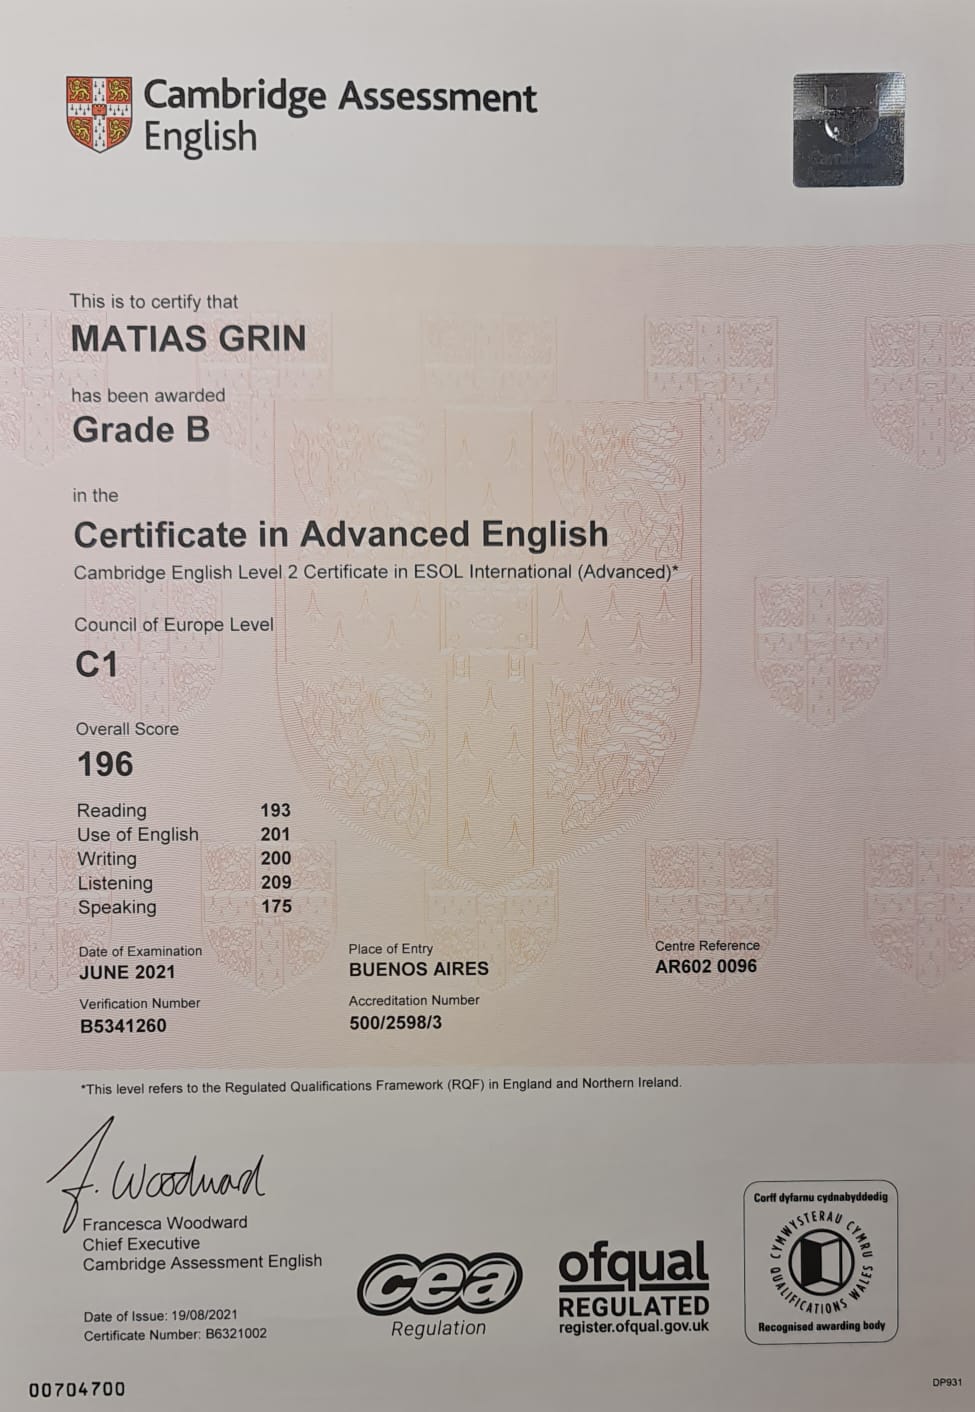 Cambridge Assessment
English
This is to certify that
MATIAS GRIN
has been awarded
Grade B
in the
Certificate in Advanced English
Cambridge English Level 2 Certificate in ESOL International (Advanced)*
Council of Europe Level
C1
Overall Score
196
Reading 193
Use of English 201
Writing 200
Listening 209
Speaking 175
Date of Examination
JUNE 2021
Place of Entry
BUENOS AIRES
Centre Reference
AR602 0096
Verification Number
B5341260
Accreditation Number
500/2598/3
*This level refers to the Regulated Qualifications Framework (RQF) in England and Northern Ireland.
F. Woodward
Francesca Woodward
Chief Executive
Cambridge Assessment English
Date of Issue: 19/08/2021
Certificate Number: B6321002
cea
Regulation
ofqual
REGULATED
register.ofqual.gov.uk
Corff dyfarnu cydnabyddedig
CYMWYSTERAU CYMRU
QUALIFICATIONS WALES
Recognised awarding body
00704700
DP931